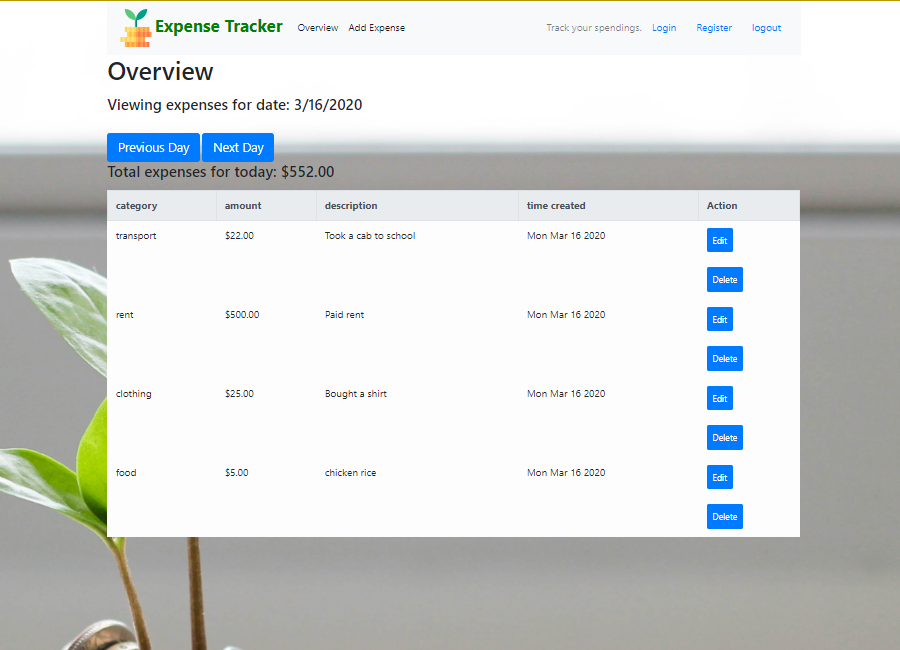 Expense Tracker Overview Add Expense Track your spendings. Login Register logout
Overview
Viewing expenses for date: 3/16/2020
Previous Day Next Day
Total expenses for today: $552.00
category amount description time created Action
transport $22.00 Took a cab to school Mon Mar 16 2020 Edit
Delete
rent $500.00 Paid rent Mon Mar 16 2020 Edit
Delete
clothing $25.00 Bought a shirt Mon Mar 16 2020 Edit
Delete
food $5.00 chicken rice Mon Mar 16 2020 Edit
Delete